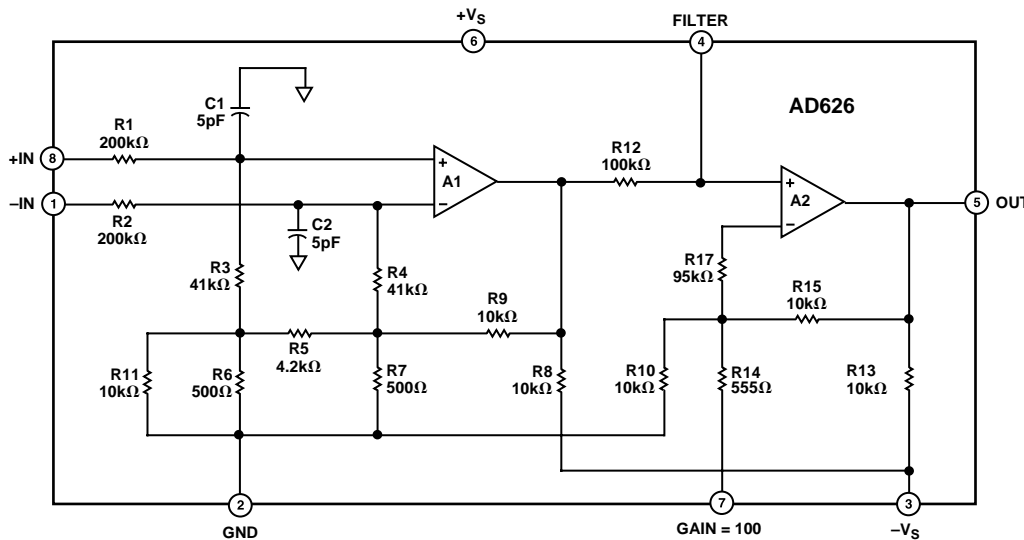 +VS
6
FILTER
4
AD626
C1
5pF
R1
200kΩ
R12
100kΩ
+IN
8
+
A1
−
−IN
1
R2
200kΩ
C2
5pF
+
A2
−
5
OUT
R3
41kΩ
R4
41kΩ
R17
95kΩ
R9
10kΩ
R15
10kΩ
R5
4.2kΩ
R11
10kΩ
R6
500Ω
R7
500Ω
R8
10kΩ
R10
10kΩ
R14
555Ω
R13
10kΩ
2
GND
7
GAIN = 100
3
−VS